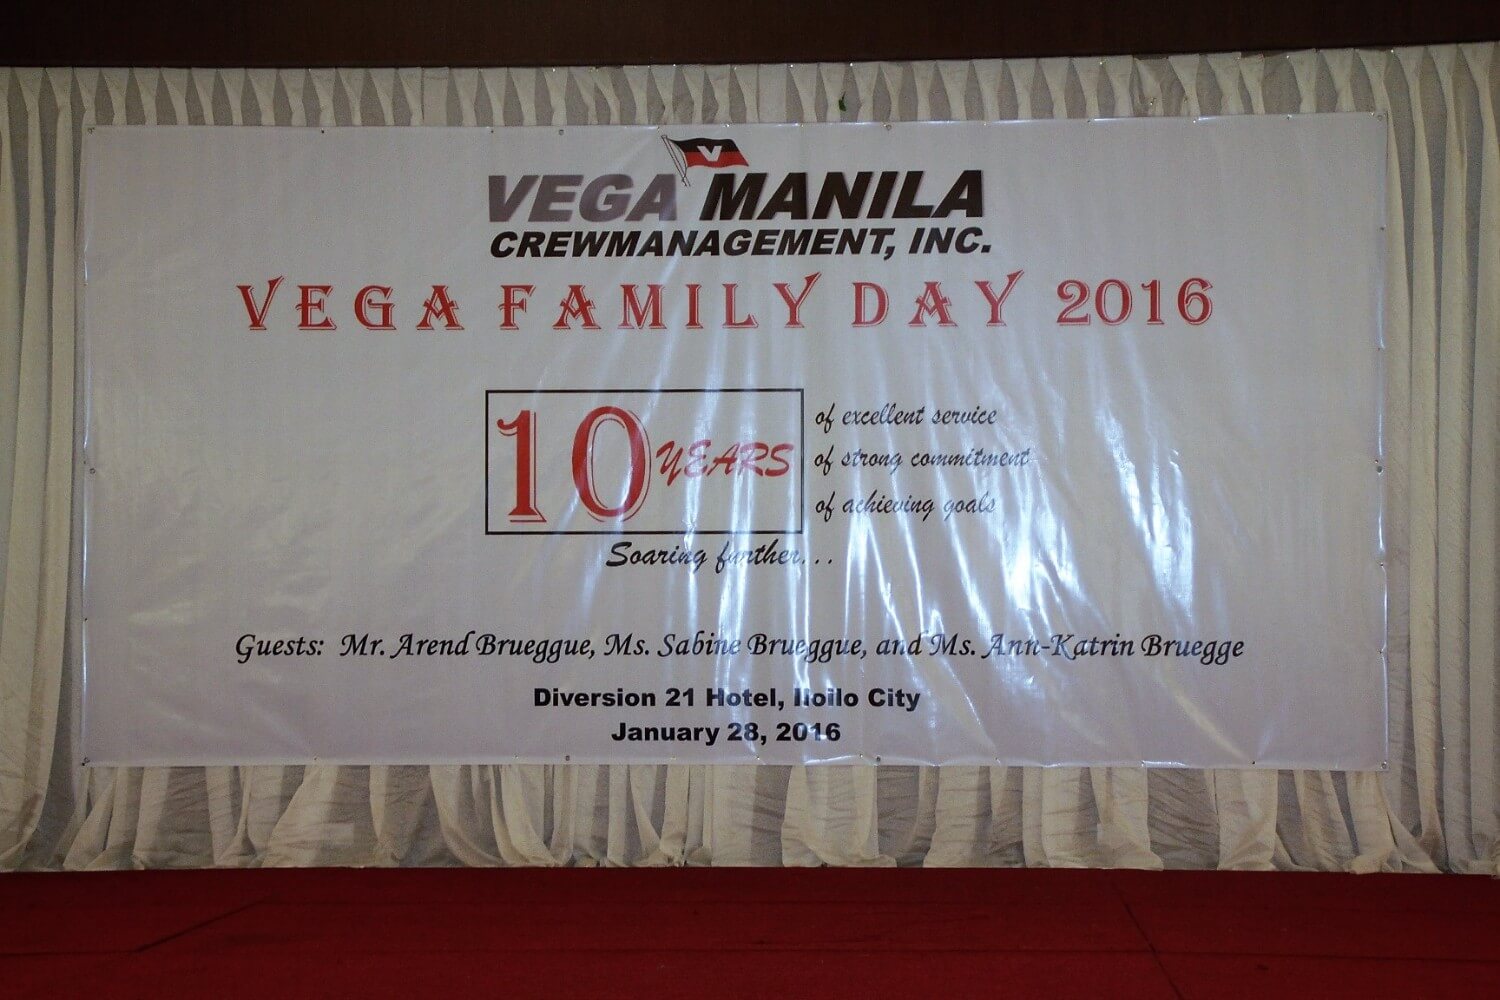 V
VEGA MANILA
CREWMANAGEMENT, INC.
VEGA FAMILY DAY 2016
10 YEARS
of excellent service
of strong commitment
of achieving goals
Soaring further...
Guests: Mr. Arend Brueggue, Ms. Sabine Brueggue, and Ms. Ann-Katrin Bruegge
Diversion 21 Hotel, Iloilo City
January 28, 2016